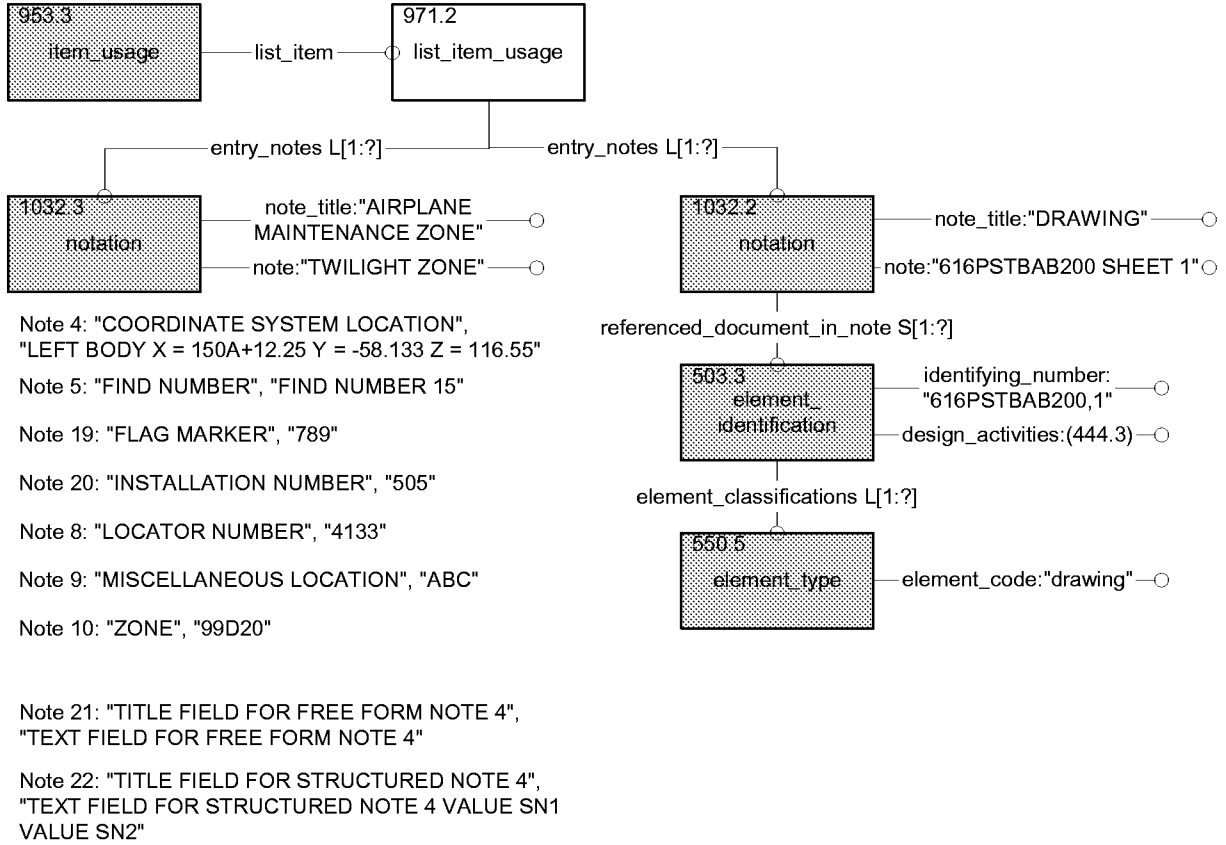 953.3
item_usage
list_item
971.2
list_item_usage
entry_notes L[1:?]
entry_notes L[1:?]
1032.3
notation
note_title:"AIRPLANE
MAINTENANCE ZONE"
note:"TWILIGHT ZONE"
1032.2
notation
note_title:"DRAWING"
note:"616PSTBAB200 SHEET 1"
referenced_document_in_note S[1:?]
503.3
element_
identification
identifying_number:
"616PSTBAB200,1"
design_activities:(444.3)
element_classifications L[1:?]
550.5
element_type
element_code:"drawing"
Note 4: "COORDINATE SYSTEM LOCATION",
"LEFT BODY X = 150A+12.25 Y = -58.133 Z = 116.55"
Note 5: "FIND NUMBER", "FIND NUMBER 15"
Note 19: "FLAG MARKER", "789"
Note 20: "INSTALLATION NUMBER", "505"
Note 8: "LOCATOR NUMBER", "4133"
Note 9: "MISCELLANEOUS LOCATION", "ABC"
Note 10: "ZONE", "99D20"
Note 21: "TITLE FIELD FOR FREE FORM NOTE 4",
"TEXT FIELD FOR FREE FORM NOTE 4"
Note 22: "TITLE FIELD FOR STRUCTURED NOTE 4",
"TEXT FIELD FOR STRUCTURED NOTE 4 VALUE SN1
VALUE SN2"